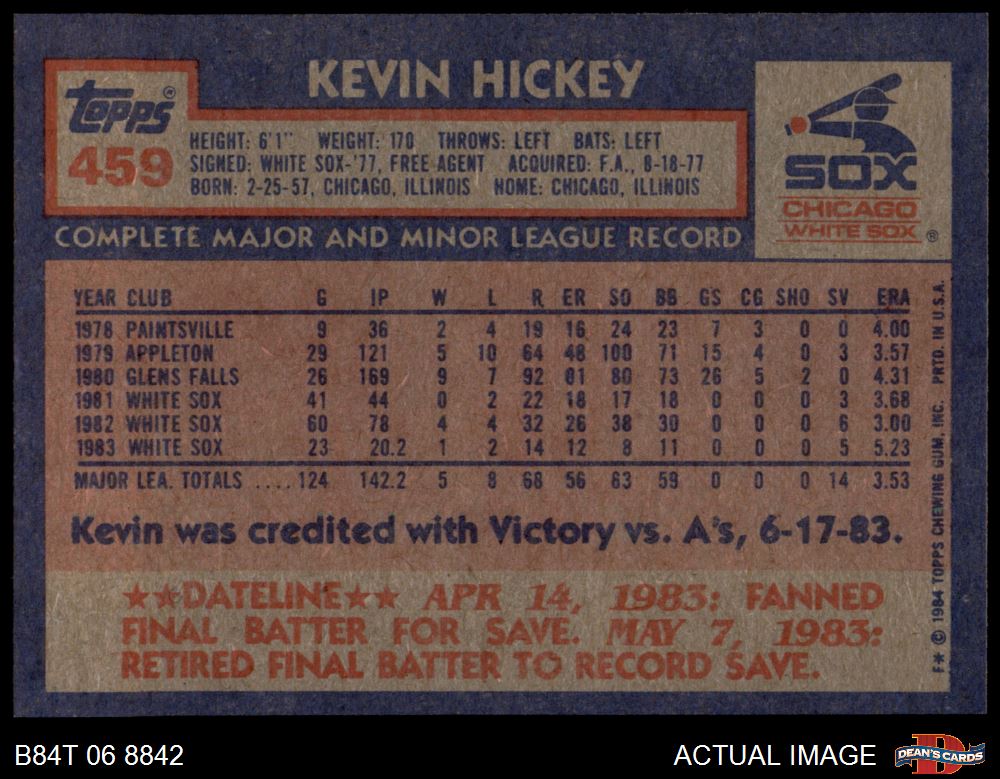 KEVIN HICKEY
Topps®
459
HEIGHT: 6'1" WEIGHT: 170 THROWS: LEFT BATS: LEFT
SIGNED: WHITE SOX-'77, FREE AGENT ACQUIRED: F.A., 8-18-77
BORN: 2-25-57, CHICAGO, ILLINOIS HOME: CHICAGO, ILLINOIS
SOX
CHICAGO
WHITE SOX ®
COMPLETE MAJOR AND MINOR LEAGUE RECORD
YEAR CLUB G IP W L R ER SO BB GS CG SHO SV ERA
1978 PAINTSVILLE 9 36 2 4 19 16 24 23 7 3 0 0 4.00
1979 APPLETON 29 121 5 10 64 48 100 71 15 4 0 3 3.57
1980 GLENS FALLS 26 169 9 7 92 81 80 73 26 5 2 0 4.31
1981 WHITE SOX 41 44 0 2 22 18 17 18 0 0 0 3 3.68
1982 WHITE SOX 60 78 4 4 32 26 38 30 0 0 0 6 3.00
1983 WHITE SOX 23 20.2 1 2 14 12 8 11 0 0 0 5 5.23
MAJOR LEA. TOTALS .... 124 142.2 5 8 68 56 63 59 0 0 0 14 3.53
Kevin was credited with Victory vs. A's, 6-17-83.
★★DATELINE★★ APR 14, 1983: FANNED
FINAL BATTER FOR SAVE. MAY 7, 1983:
RETIRED FINAL BATTER TO RECORD SAVE.
F* © 1984 TOPPS CHEWING GUM, INC. PRTD. IN U.S.A.
B84T 06 8842
ACTUAL IMAGE
DEAN'S CARDS